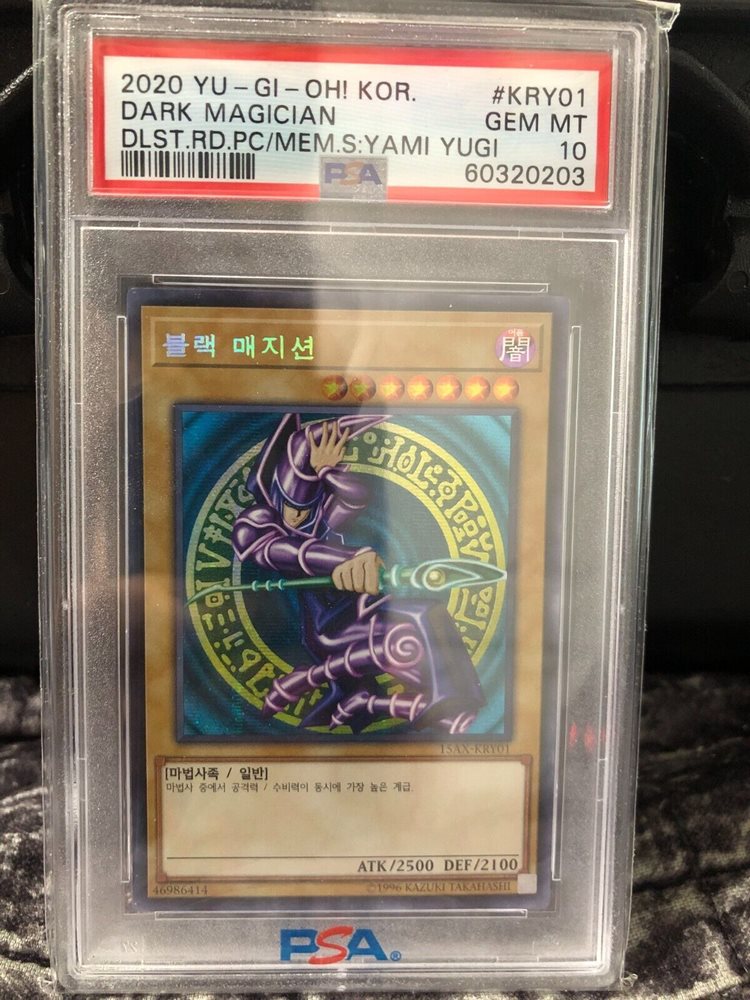 2020 YU-GI-OH! KOR. #KRY01
DARK MAGICIAN GEM MT
DLST.RD.PC/MEM.S:YAMI YUGI 10
PSA 60320203
블랙 매지션
어둠
闇
15AX-KRY01
[마법사족 / 일반]
마법사 중에서 공격력 / 수비력이 동시에 가장 높은 계급.
ATK/2500 DEF/2100
46986414 ©1996 KAZUKI TAKAHASHI
PSA®